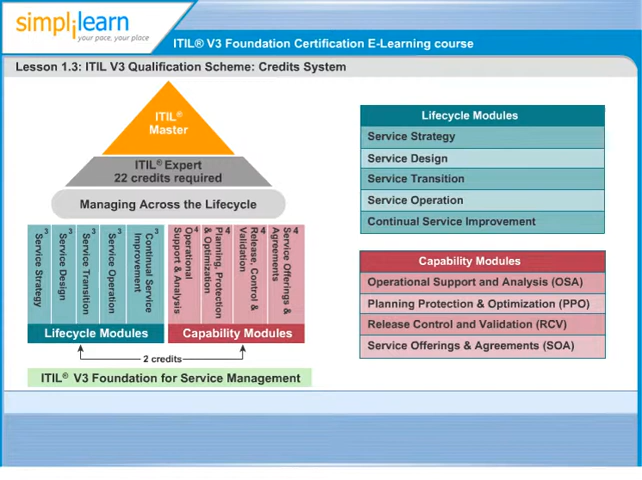 simplilearn
your pace, your place
ITIL® V3 Foundation Certification E-Learning course
Lesson 1.3: ITIL V3 Qualification Scheme: Credits System
ITIL®
Master
ITIL® Expert
22 credits required
Managing Across the Lifecycle
3
Service Strategy
3
Service Design
3
Service Transition
3
Service Operation
3
Continual Service
Improvement
4
Operational
Support & Analysis
4
Planning, Protection
& Optimization
4
Release, Control &
Validation
4
Service Offerings &
Agreements
Lifecycle Modules
Capability Modules
2 credits
ITIL® V3 Foundation for Service Management
Lifecycle Modules
Service Strategy
Service Design
Service Transition
Service Operation
Continual Service Improvement
Capability Modules
Operational Support and Analysis (OSA)
Planning Protection & Optimization (PPO)
Release Control and Validation (RCV)
Service Offerings & Agreements (SOA)